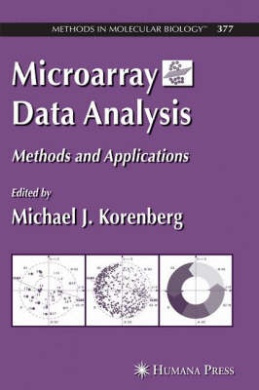 METHODS IN MOLECULAR BIOLOGY™ 377
Microarray
Data Analysis
Methods and Applications
Edited by
Michael J. Korenberg
HUMANA PRESS